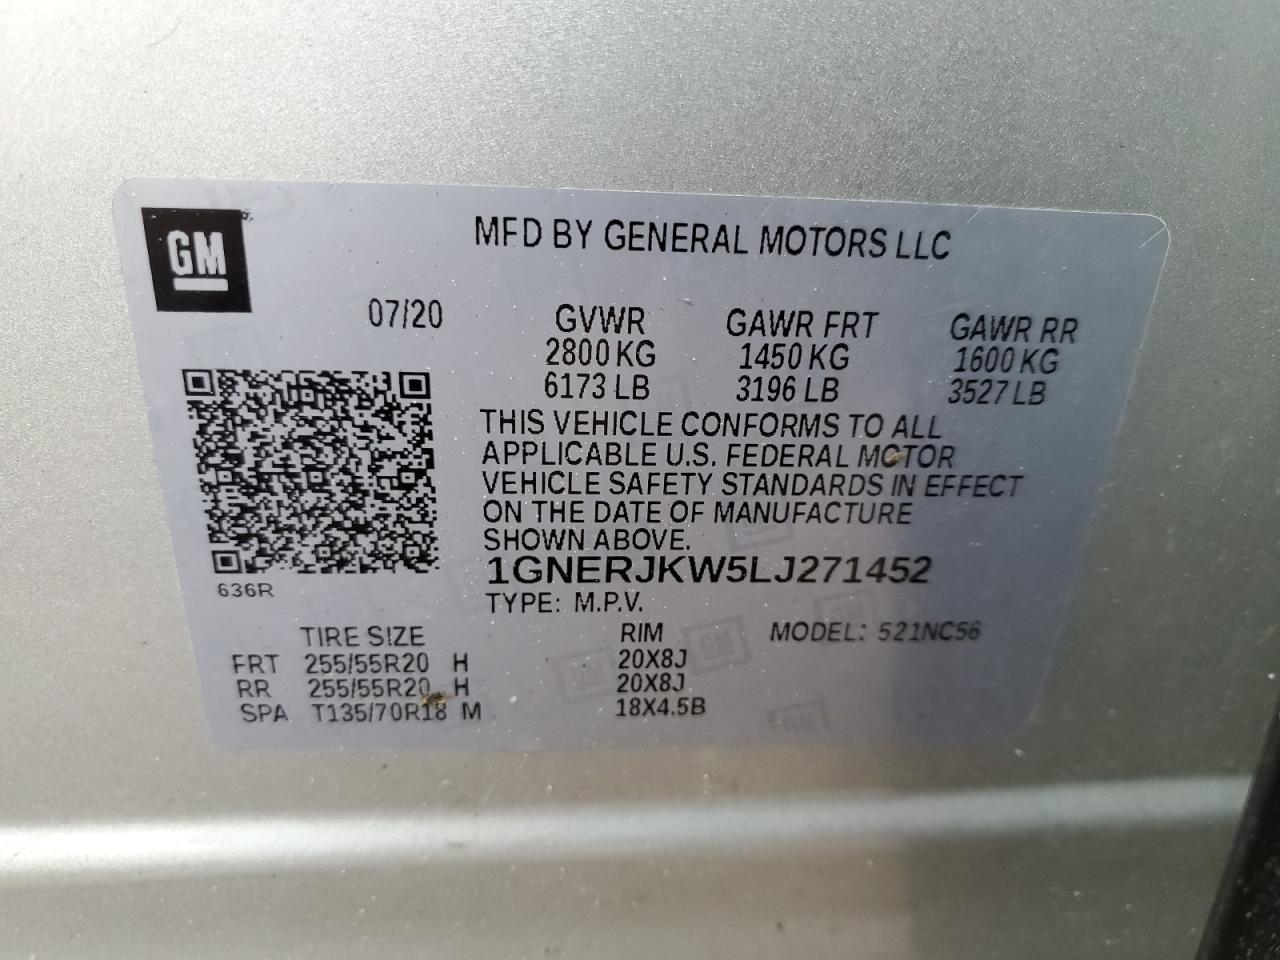 GM
MFD BY GENERAL MOTORS LLC
07/20
GVWR GAWR FRT GAWR RR
2800 KG 1450 KG 1600 KG
6173 LB 3196 LB 3527 LB
THIS VEHICLE CONFORMS TO ALL
APPLICABLE U.S. FEDERAL MOTOR
VEHICLE SAFETY STANDARDS IN EFFECT
ON THE DATE OF MANUFACTURE
SHOWN ABOVE.
1GNERJKW5LJ271452
636R
TYPE: M.P.V.
TIRE SIZE RIM MODEL: 521NC56
FRT 255/55R20 H 20X8J
RR 255/55R20 H 20X8J
SPA T135/70R18 M 18X4.5B